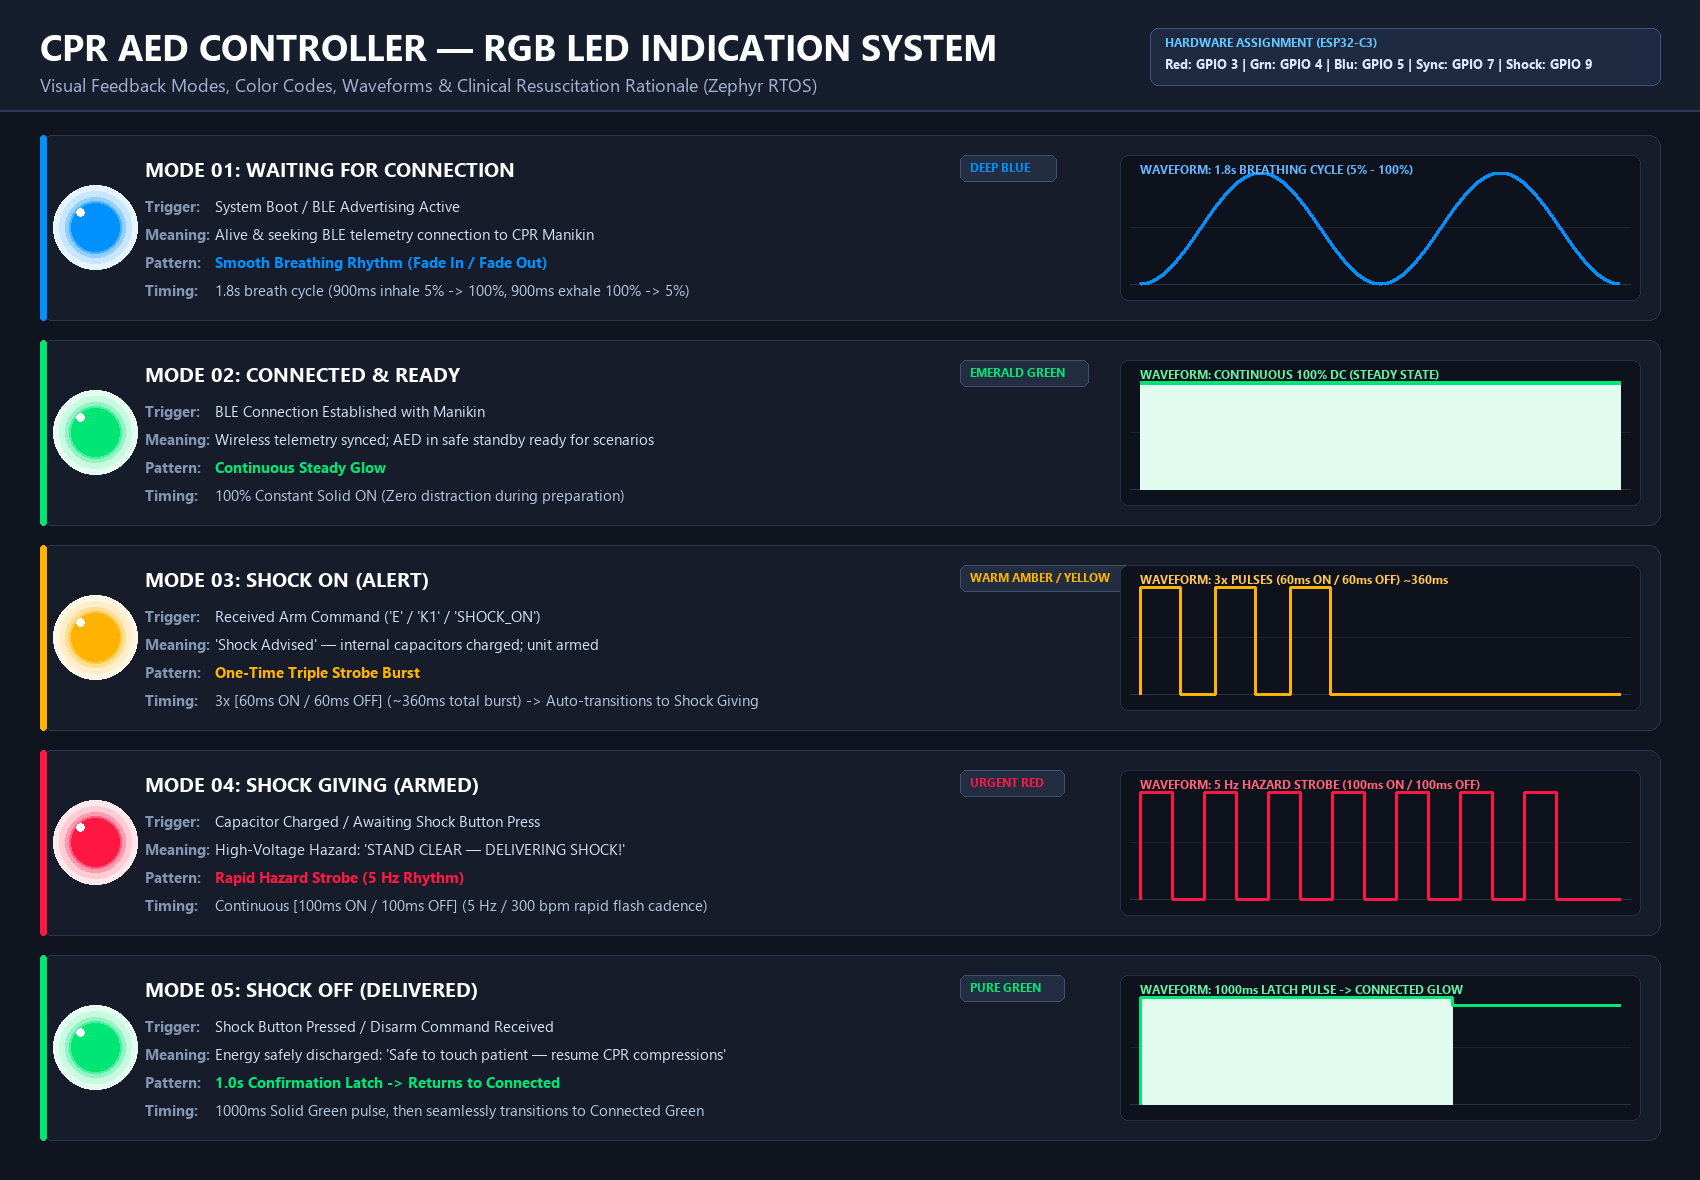 CPR AED CONTROLLER — RGB LED INDICATION SYSTEM
Visual Feedback Modes, Color Codes, Waveforms & Clinical Resuscitation Rationale (Zephyr RTOS)
HARDWARE ASSIGNMENT (ESP32-C3)
Red: GPIO 3 | Grn: GPIO 4 | Blu: GPIO 5 | Sync: GPIO 7 | Shock: GPIO 9
MODE 01: WAITING FOR CONNECTION
Trigger: System Boot / BLE Advertising Active
Meaning: Alive & seeking BLE telemetry connection to CPR Manikin
Pattern: Smooth Breathing Rhythm (Fade In / Fade Out)
Timing: 1.8s breath cycle (900ms inhale 5% -> 100%, 900ms exhale 100% -> 5%)
DEEP BLUE
WAVEFORM: 1.8s BREATHING CYCLE (5% - 100%)
MODE 02: CONNECTED & READY
Trigger: BLE Connection Established with Manikin
Meaning: Wireless telemetry synced; AED in safe standby ready for scenarios
Pattern: Continuous Steady Glow
Timing: 100% Constant Solid ON (Zero distraction during preparation)
EMERALD GREEN
WAVEFORM: CONTINUOUS 100% DC (STEADY STATE)
MODE 03: SHOCK ON (ALERT)
Trigger: Received Arm Command ('E' / 'K1' / 'SHOCK_ON')
Meaning: 'Shock Advised' — internal capacitors charged; unit armed
Pattern: One-Time Triple Strobe Burst
Timing: 3x [60ms ON / 60ms OFF] (~360ms total burst) -> Auto-transitions to Shock Giving
WARM AMBER / YELLOW
WAVEFORM: 3x PULSES (60ms ON / 60ms OFF) ~360ms
MODE 04: SHOCK GIVING (ARMED)
Trigger: Capacitor Charged / Awaiting Shock Button Press
Meaning: High-Voltage Hazard: 'STAND CLEAR — DELIVERING SHOCK!'
Pattern: Rapid Hazard Strobe (5 Hz Rhythm)
Timing: Continuous [100ms ON / 100ms OFF] (5 Hz / 300 bpm rapid flash cadence)
URGENT RED
WAVEFORM: 5 Hz HAZARD STROBE (100ms ON / 100ms OFF)
MODE 05: SHOCK OFF (DELIVERED)
Trigger: Shock Button Pressed / Disarm Command Received
Meaning: Energy safely discharged: 'Safe to touch patient — resume CPR compressions'
Pattern: 1.0s Confirmation Latch -> Returns to Connected
Timing: 1000ms Solid Green pulse, then seamlessly transitions to Connected Green
PURE GREEN
WAVEFORM: 1000ms LATCH PULSE -> CONNECTED GLOW